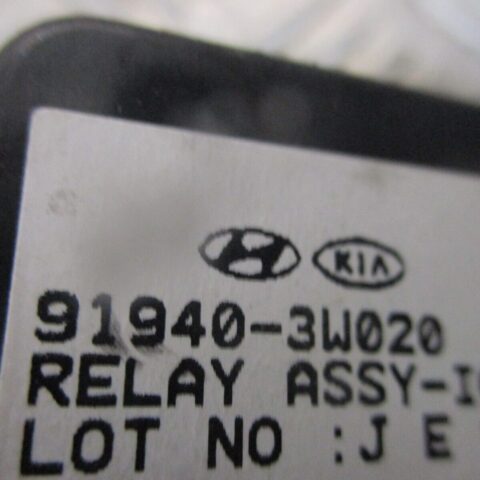 KIA
91940-3W020
RELAY ASSY-I
LOT NO :J E